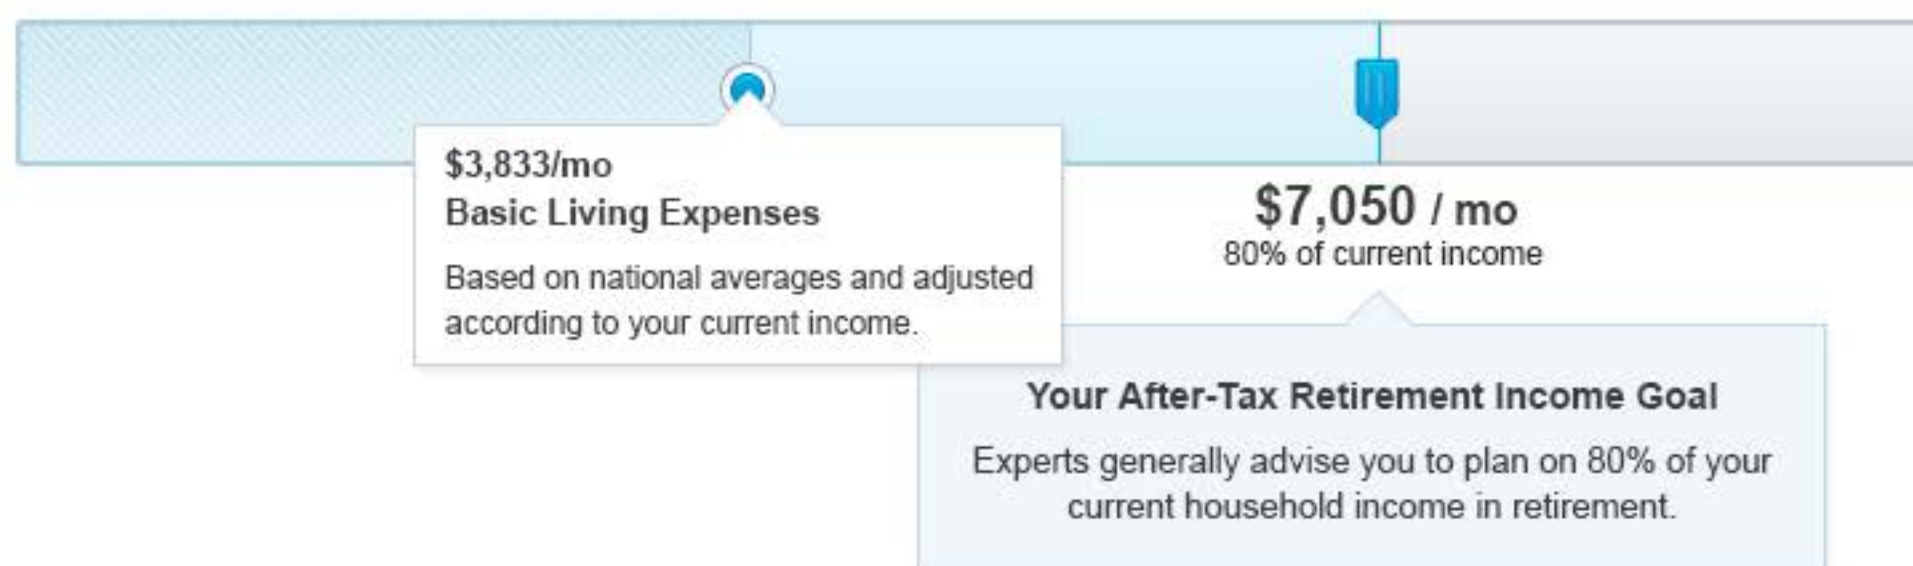 $3,833/mo
Basic Living Expenses
Based on national averages and adjusted
according to your current income.
$7,050 / mo
80% of current income
Your After-Tax Retirement Income Goal
Experts generally advise you to plan on 80% of your
current household income in retirement.